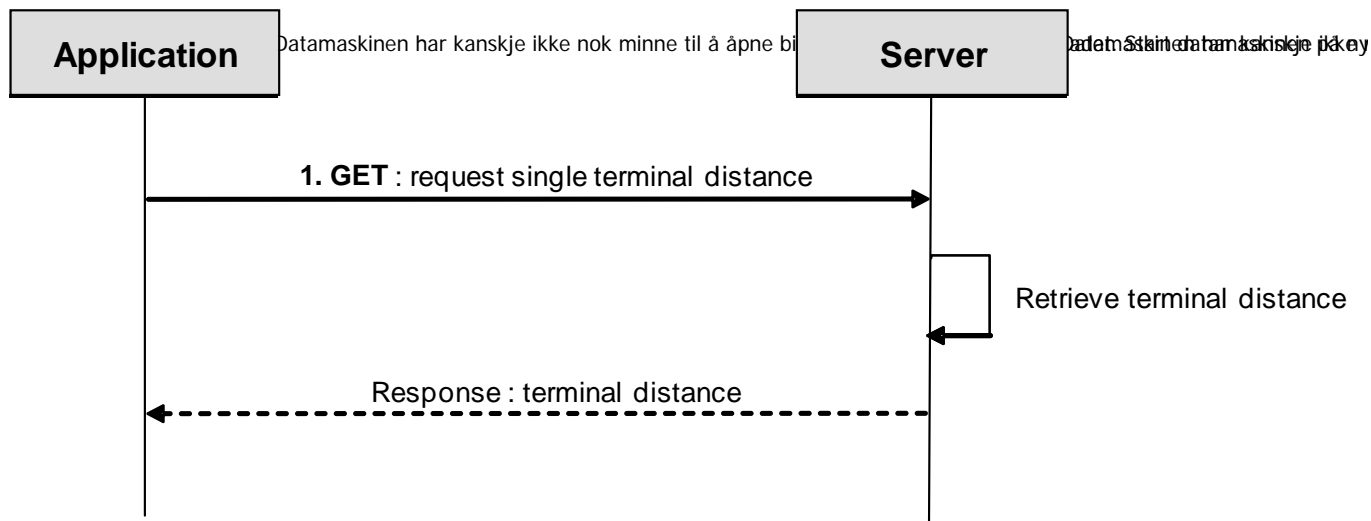 Application
Datamaskinen har kanskje ikke nok minne til å åpne bi
Server
1. GET : request single terminal distance
Retrieve terminal distance
Response : terminal distance